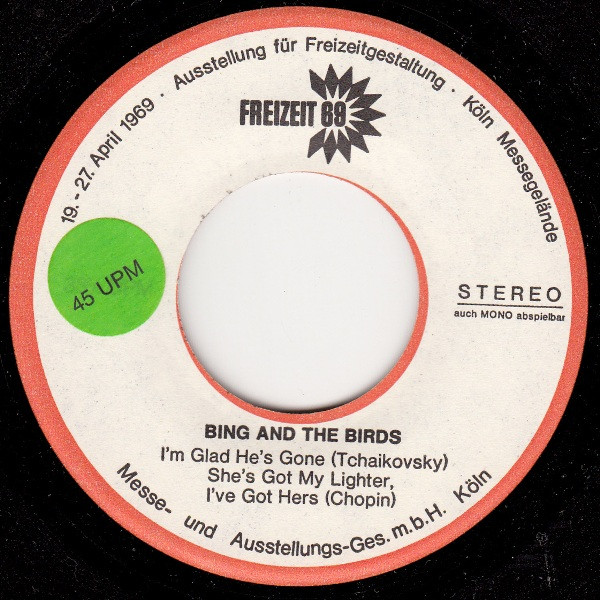 19. - 27. April 1969 · Ausstellung für Freizeitgestaltung · Köln Messegelände
FREIZEIT 69
45 UPM
STEREO
auch MONO abspielbar
BING AND THE BIRDS
I'm Glad He's Gone (Tchaikovsky)
She's Got My Lighter,
I've Got Hers (Chopin)
Messe- und Ausstellungs-Ges.m.b.H. Köln